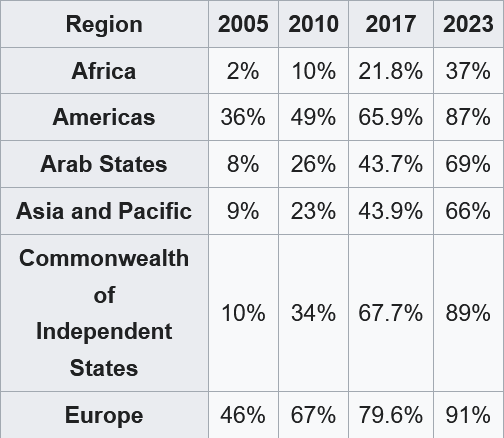 Region 2005 2010 2017 2023
Africa 2% 10% 21.8% 37%
Americas 36% 49% 65.9% 87%
Arab States 8% 26% 43.7% 69%
Asia and Pacific 9% 23% 43.9% 66%
Commonwealth
of
Independent
States
10% 34% 67.7% 89%
Europe 46% 67% 79.6% 91%